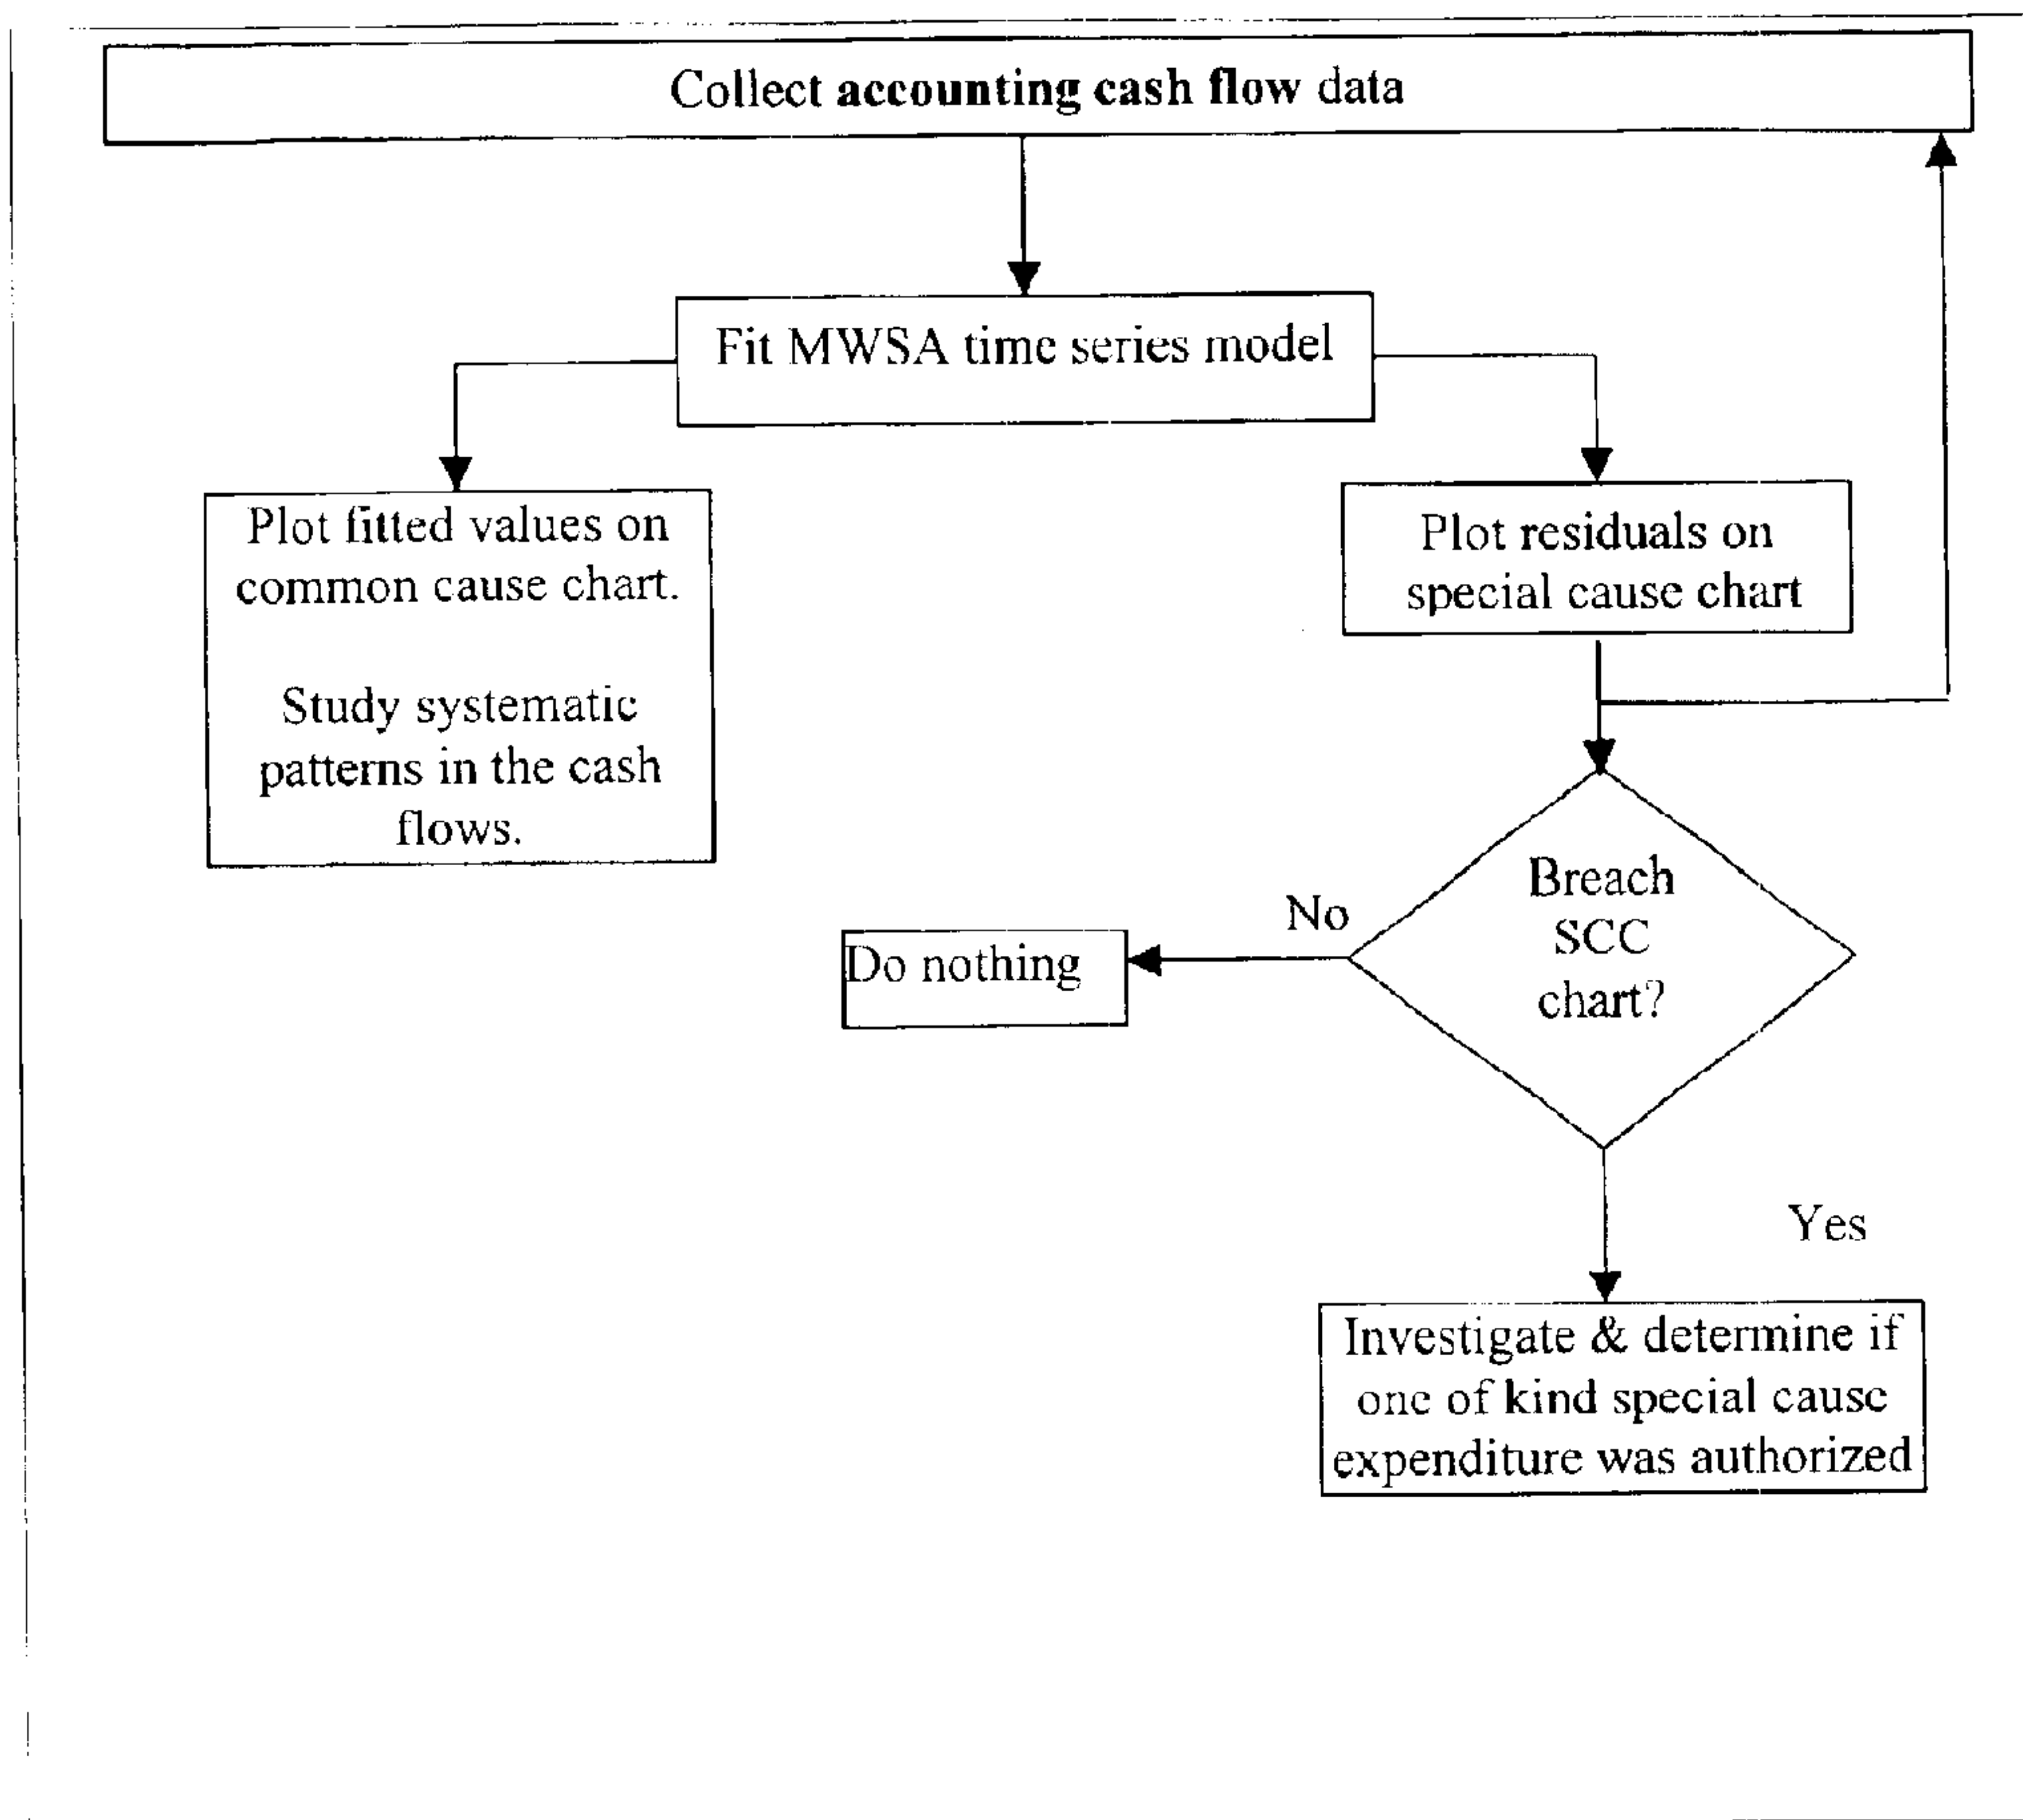 Collect accounting cash flow data
Fit MWSA time series model
Plot fitted values on
common cause chart.
Study systematic
patterns in the cash
flows.
Plot residuals on
special cause chart
Breach
SCC
chart?
No
Do nothing
Yes
Investigate & determine if
one of kind special cause
expenditure was authorized